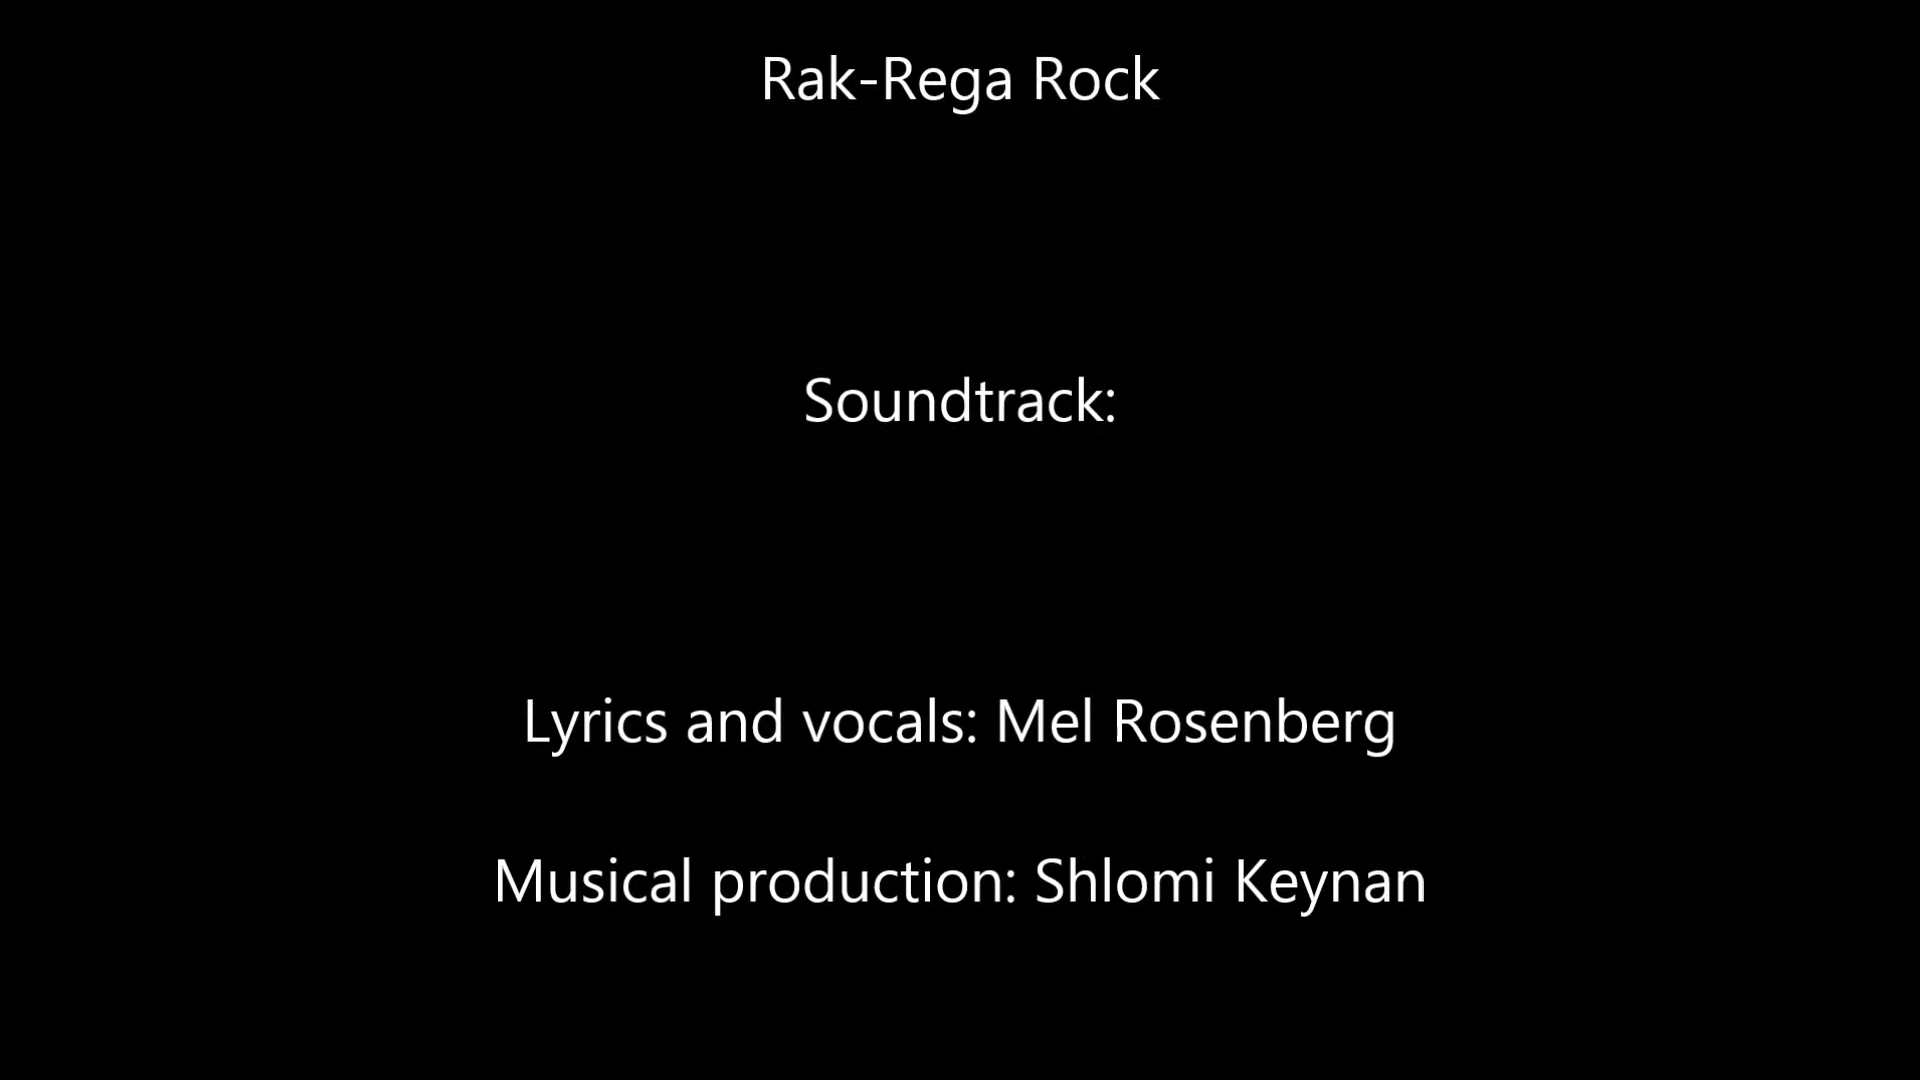 Rak-Rega Rock
Soundtrack:
Lyrics and vocals: Mel Rosenberg
Musical production: Shlomi Keynan